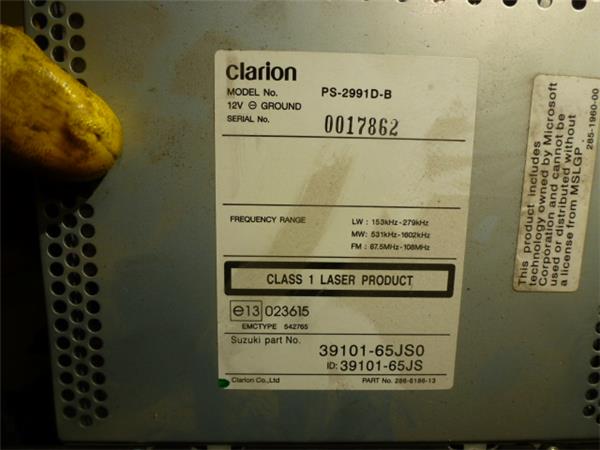 clarion
MODEL No. PS-2991D-B
12V ⊖ GROUND
SERIAL No. 0017862
FREQUENCY RANGE LW : 153kHz-279kHz
MW: 531kHz-1602kHz
FM : 87.5MHz-108MHz
CLASS 1 LASER PRODUCT
e13 023615
EMCTYPE 542765
Suzuki part No. 39101-65JS0
ID: 39101-65JS
Clarion Co.,Ltd PART No. 286-6186-13
This product includes
technology owned by Microsoft
Corporation and cannot be
used or distributed without
a license from MSLGP.
285-1960-00